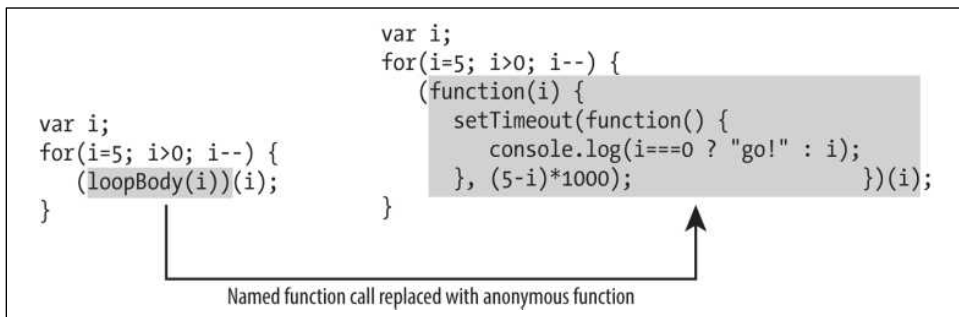 var i;
for(i=5; i>0; i--) {
(loopBody(i))(i);
}
var i;
for(i=5; i>0; i--) {
(function(i) {
setTimeout(function() {
console.log(i===0 ? "go!" : i);
}, (5-i)*1000); })(i);
}
Named function call replaced with anonymous function